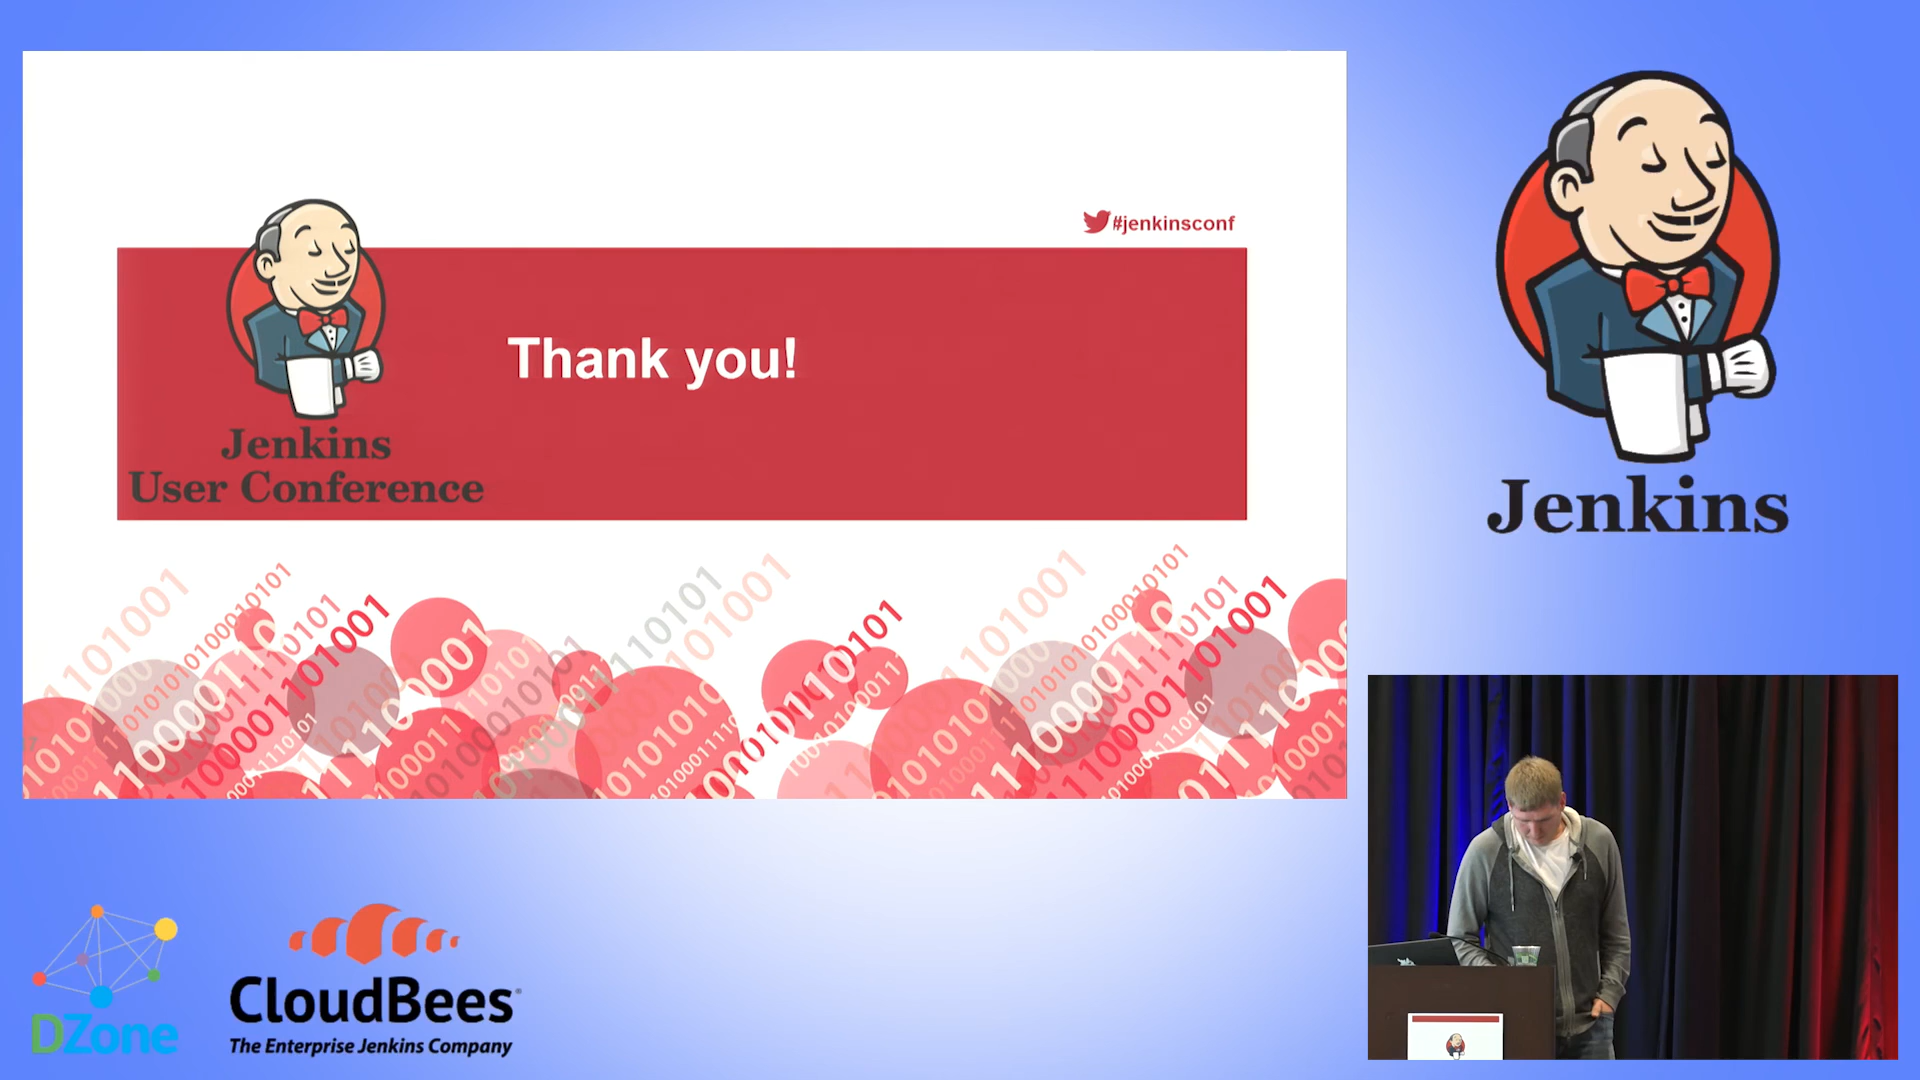 #jenkinsconf
Thank you!
Jenkins
User Conference
Jenkins
DZone
CloudBees
The Enterprise Jenkins Company